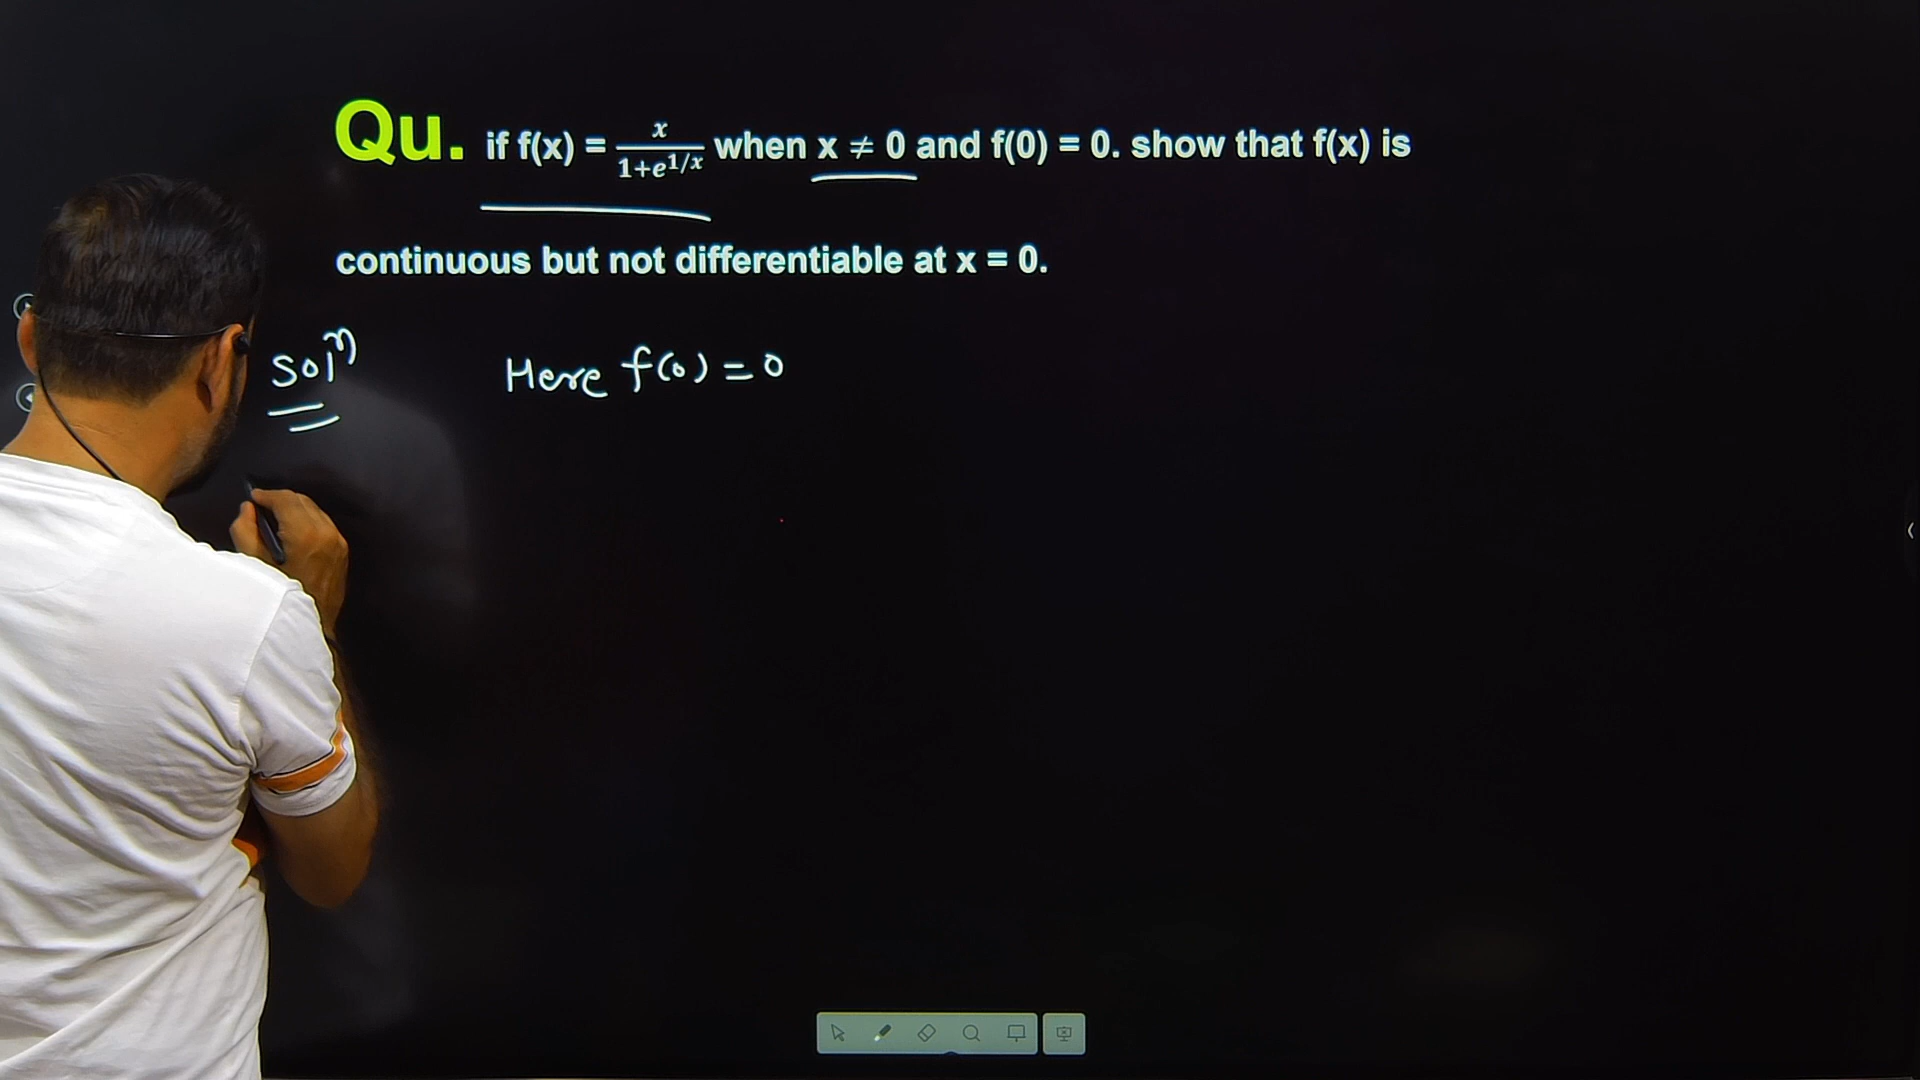 Qu. if f(x) = x/(1+e^{1/x}) when x ≠ 0 and f(0) = 0. show that f(x) is
continuous but not differentiable at x = 0.
Solⁿ Here f(0) = 0